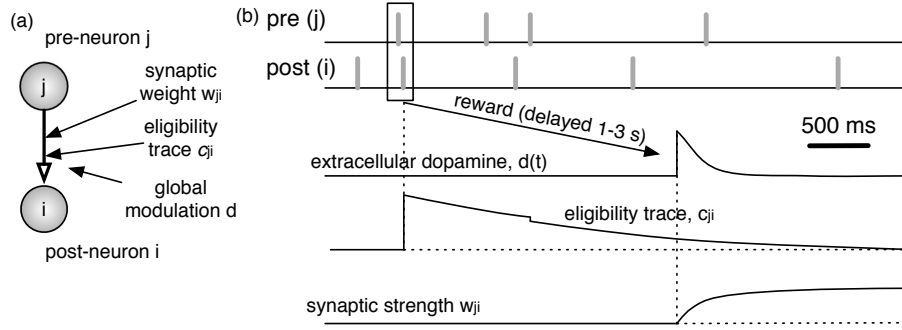 (a)
pre-neuron j
j
synaptic
weight wji
eligibility
trace cji
global
modulation d
i
post-neuron i
(b)
pre (j)
post (i)
reward (delayed 1-3 s)
500 ms
extracellular dopamine, d(t)
eligibility trace, cji
synaptic strength wji